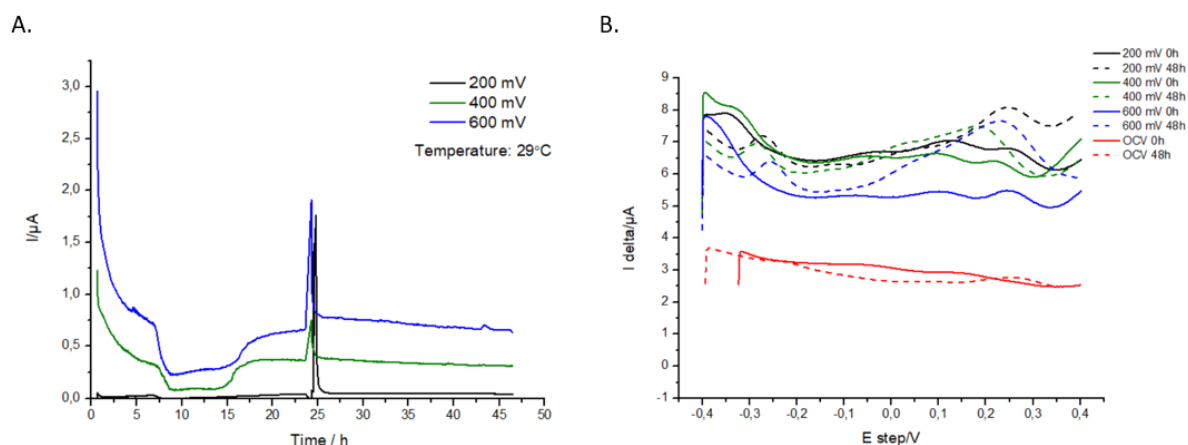 A.
3,0
2,5
2,0
1,5
1,0
0,5
0,0
I/µA
0 5 10 15 20 25 30 35 40 45 50
Time / h
200 mV
400 mV
600 mV
Temperature: 29°C
B.
9
8
7
6
5
4
3
2
1
0
-1
I delta/µA
-0,4 -0,3 -0,2 -0,1 0,0 0,1 0,2 0,3 0,4
E step/V
200 mV 0h
200 mV 48h
400 mV 0h
400 mV 48h
600 mV 0h
600 mV 48h
OCV 0h
OCV 48h